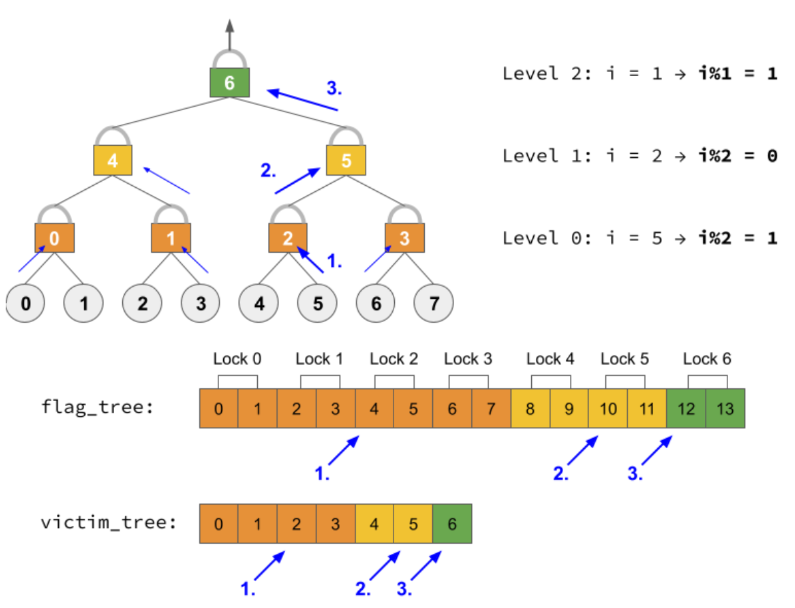 6
3.
Level 2: i = 1 → i%1 = 1
4
2.
5
Level 1: i = 2 → i%2 = 0
0
1
2
1.
3
Level 0: i = 5 → i%2 = 1
0 1 2 3 4 5 6 7
Lock 0 Lock 1 Lock 2 Lock 3 Lock 4 Lock 5 Lock 6
flag_tree: 0 1 2 3 4 5 6 7 8 9 10 11 12 13
1. 2. 3.
victim_tree: 0 1 2 3 4 5 6
1. 2. 3.